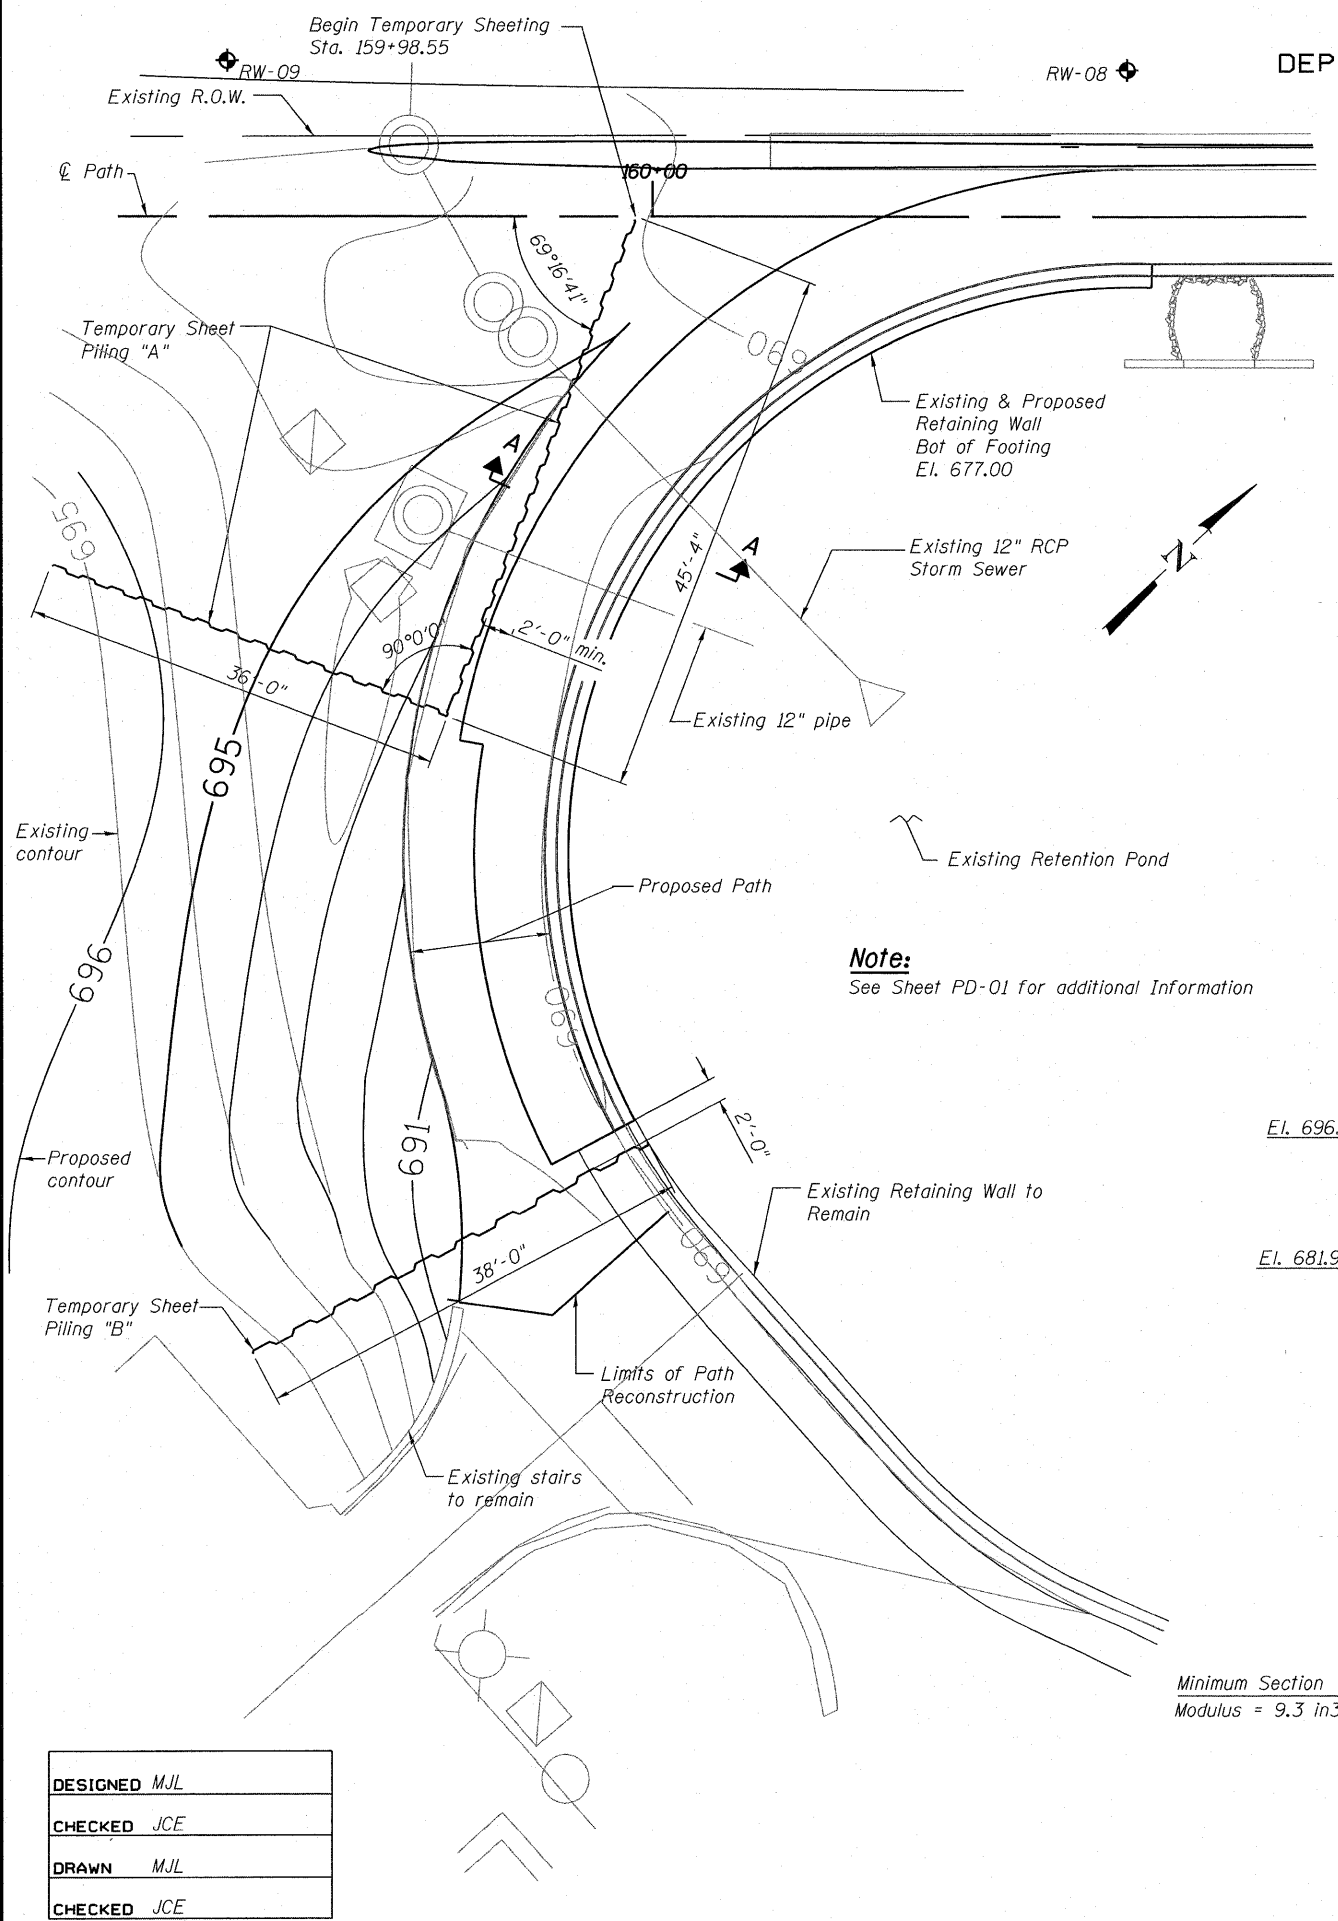 Begin Temporary Sheeting
Sta. 159+98.55
RW-09
RW-08
DEP
Existing R.O.W.
℄ Path
160+00
69°16'41"
Temporary Sheet
Piling "A"
690
Existing & Proposed
Retaining Wall
Bot of Footing
El. 677.00
A
695
Existing 12" RCP
Storm Sewer
A
N
45'-4"
90°0'0"
2'-0" min.
36'-0"
Existing 12" pipe
695
Existing
contour
Existing Retention Pond
Proposed Path
696
Note:
See Sheet PD-01 for additional Information
690
2'-0"
El. 696.
691
Proposed
contour
Existing Retaining Wall to
Remain
690
El. 681.9
38'-0"
Temporary Sheet
Piling "B"
Limits of Path
Reconstruction
Existing stairs
to remain
Minimum Section
Modulus = 9.3 in3
DESIGNED MJL
CHECKED JCE
DRAWN MJL
CHECKED JCE